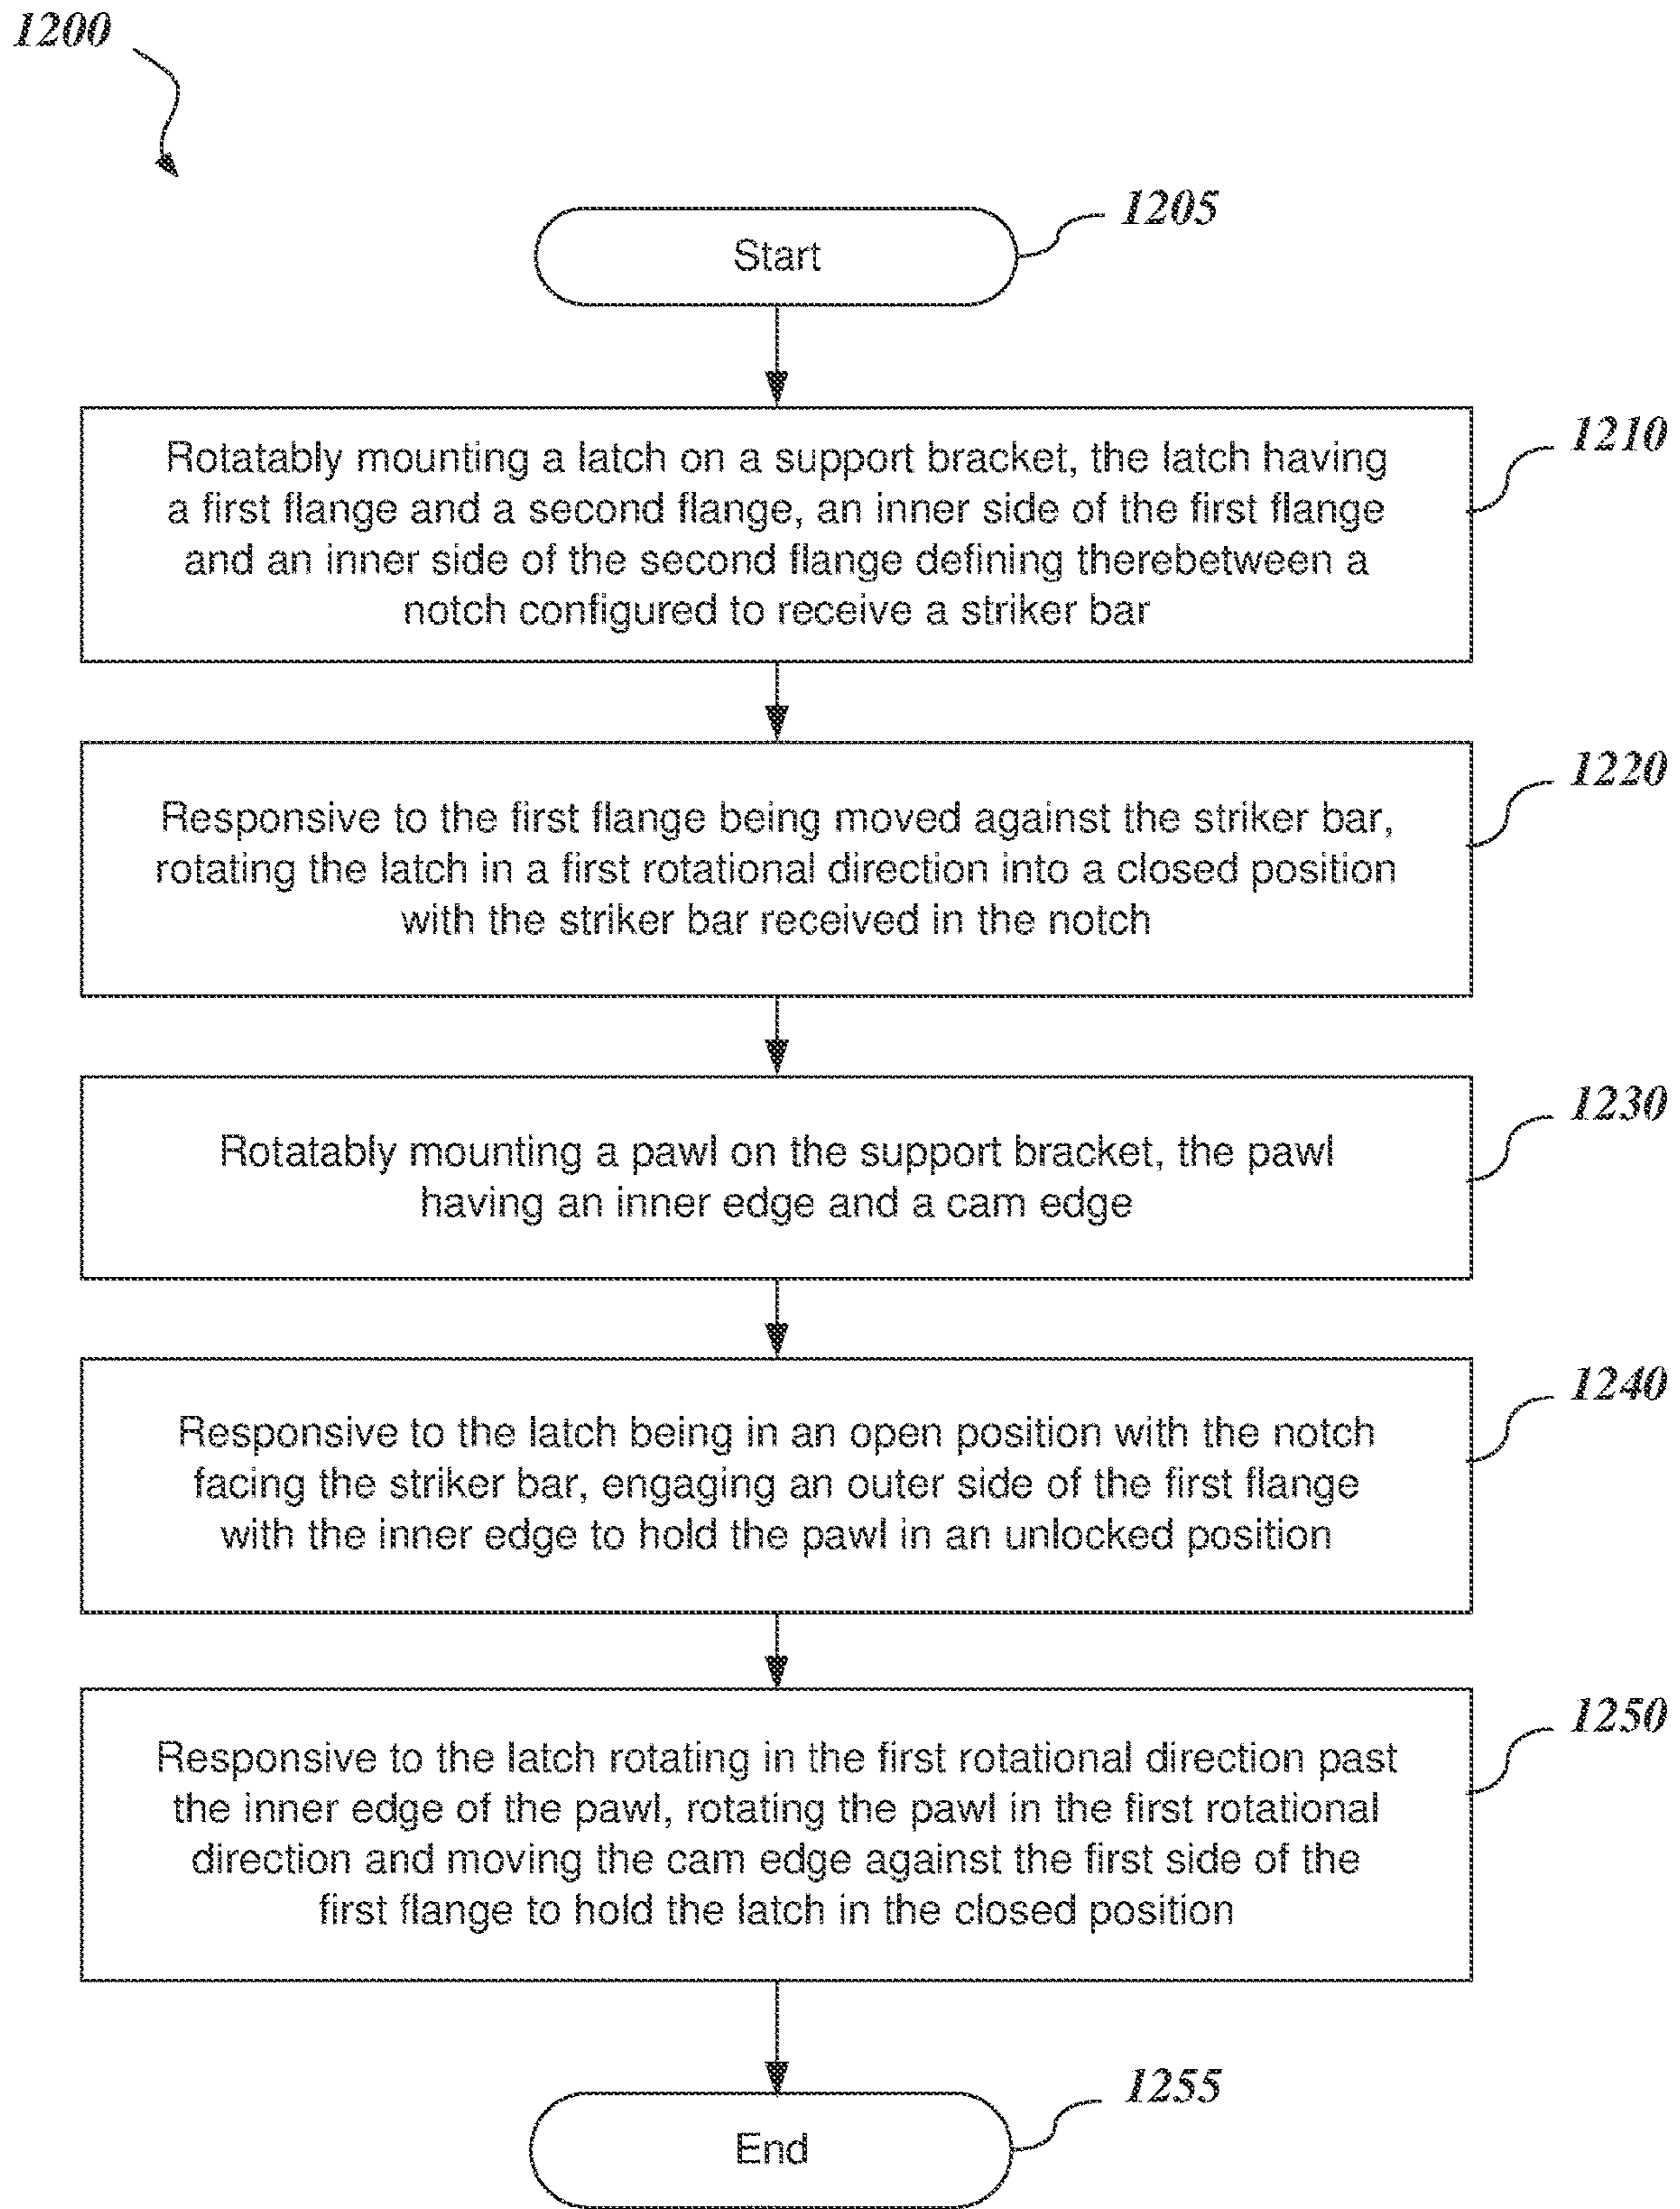 1200
1205
Start
1210
Rotatably mounting a latch on a support bracket, the latch having
a first flange and a second flange, an inner side of the first flange
and an inner side of the second flange defining therebetween a
notch configured to receive a striker bar
1220
Responsive to the first flange being moved against the striker bar,
rotating the latch in a first rotational direction into a closed position
with the striker bar received in the notch
1230
Rotatably mounting a pawl on the support bracket, the pawl
having an inner edge and a cam edge
1240
Responsive to the latch being in an open position with the notch
facing the striker bar, engaging an outer side of the first flange
with the inner edge to hold the pawl in an unlocked position
1250
Responsive to the latch rotating in the first rotational direction past
the inner edge of the pawl, rotating the pawl in the first rotational
direction and moving the cam edge against the first side of the
first flange to hold the latch in the closed position
1255
End